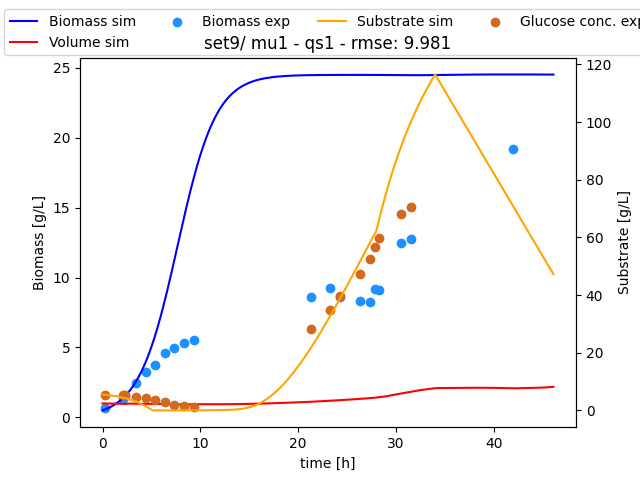 Biomass sim Biomass exp Substrate sim Glucose conc. exp
Volume sim
set9/ mu1 - qs1 - rmse: 9.981
25
20
15
10
5
0
Biomass [g/L]
120
100
80
60
40
20
0
Substrate [g/L]
0 10 20 30 40
time [h]